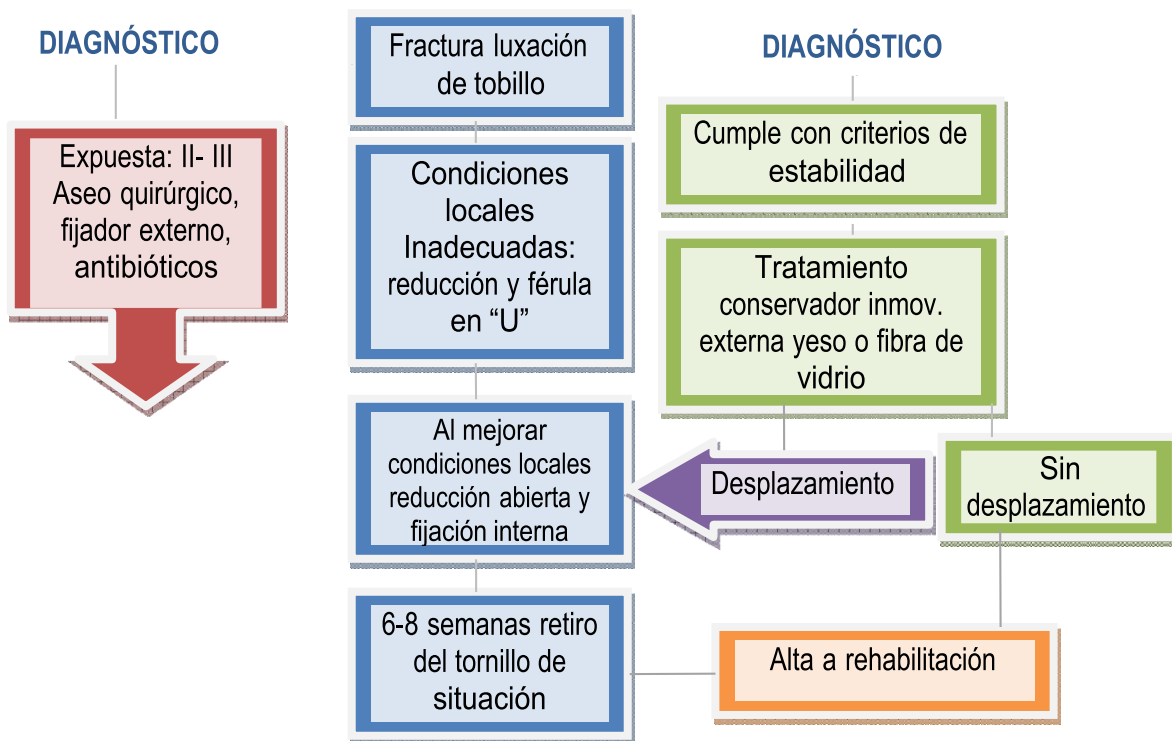 DIAGNÓSTICO
Expuesta: II- III
Aseo quirúrgico,
fijador externo,
antibióticos
Fractura luxación
de tobillo
Condiciones
locales
Inadecuadas:
reducción y férula
en “U”
Al mejorar
condiciones locales
reducción abierta y
fijación interna
6-8 semanas retiro
del tornillo de
situación
DIAGNÓSTICO
Cumple con criterios de
estabilidad
Tratamiento
conservador inmov.
externa yeso o fibra de
vidrio
Desplazamiento
Sin
desplazamiento
Alta a rehabilitación